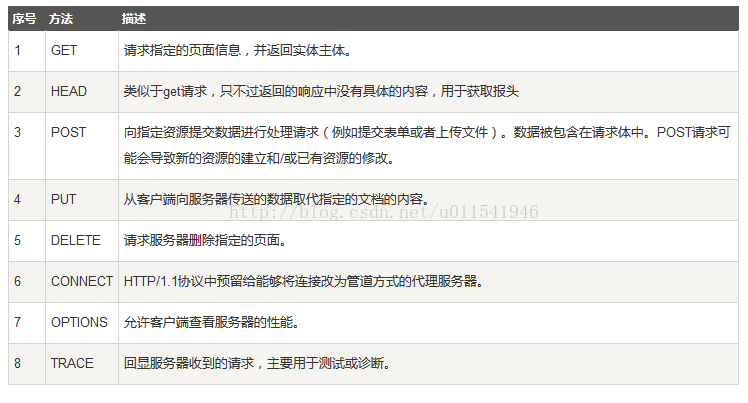 序号 方法 描述
1 GET 请求指定的页面信息，并返回实体主体。
2 HEAD 类似于get请求，只不过返回的响应中没有具体的内容，用于获取报头
3 POST 向指定资源提交数据进行处理请求（例如提交表单或者上传文件）。数据被包含在请求体中。POST请求可
能会导致新的资源的建立和/或已有资源的修改。
4 PUT 从客户端向服务器传送的数据取代指定的文档的内容。
http://blog.csdn.net/u011541946
5 DELETE 请求服务器删除指定的页面。
6 CONNECT HTTP/1.1协议中预留给能够将连接改为管道方式的代理服务器。
7 OPTIONS 允许客户端查看服务器的性能。
8 TRACE 回显服务器收到的请求，主要用于测试或诊断。